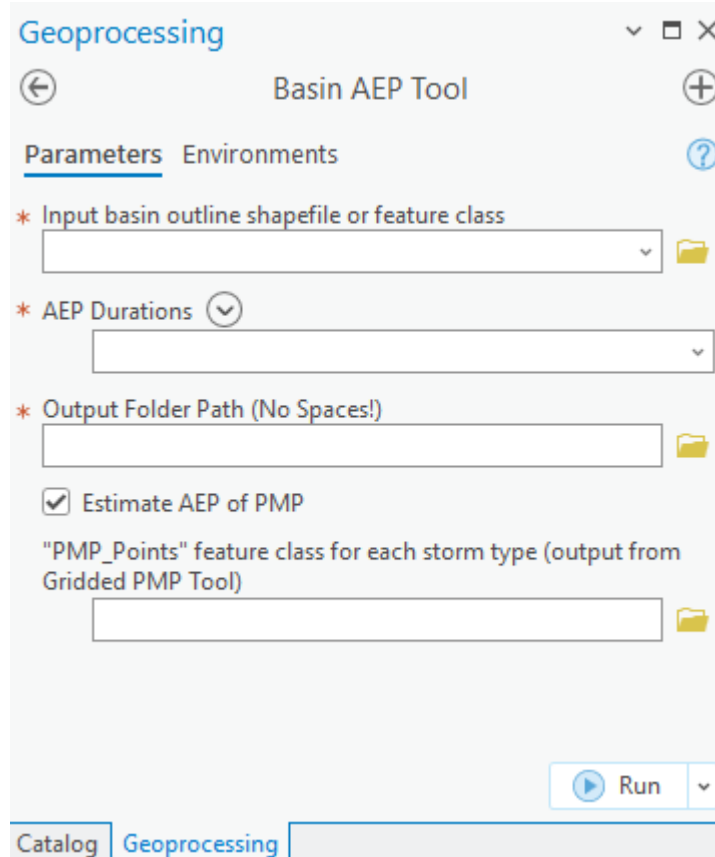 Geoprocessing
Basin AEP Tool
Parameters Environments
* Input basin outline shapefile or feature class
* AEP Durations
* Output Folder Path (No Spaces!)
Estimate AEP of PMP
"PMP_Points" feature class for each storm type (output from
Gridded PMP Tool)
Run
Catalog Geoprocessing